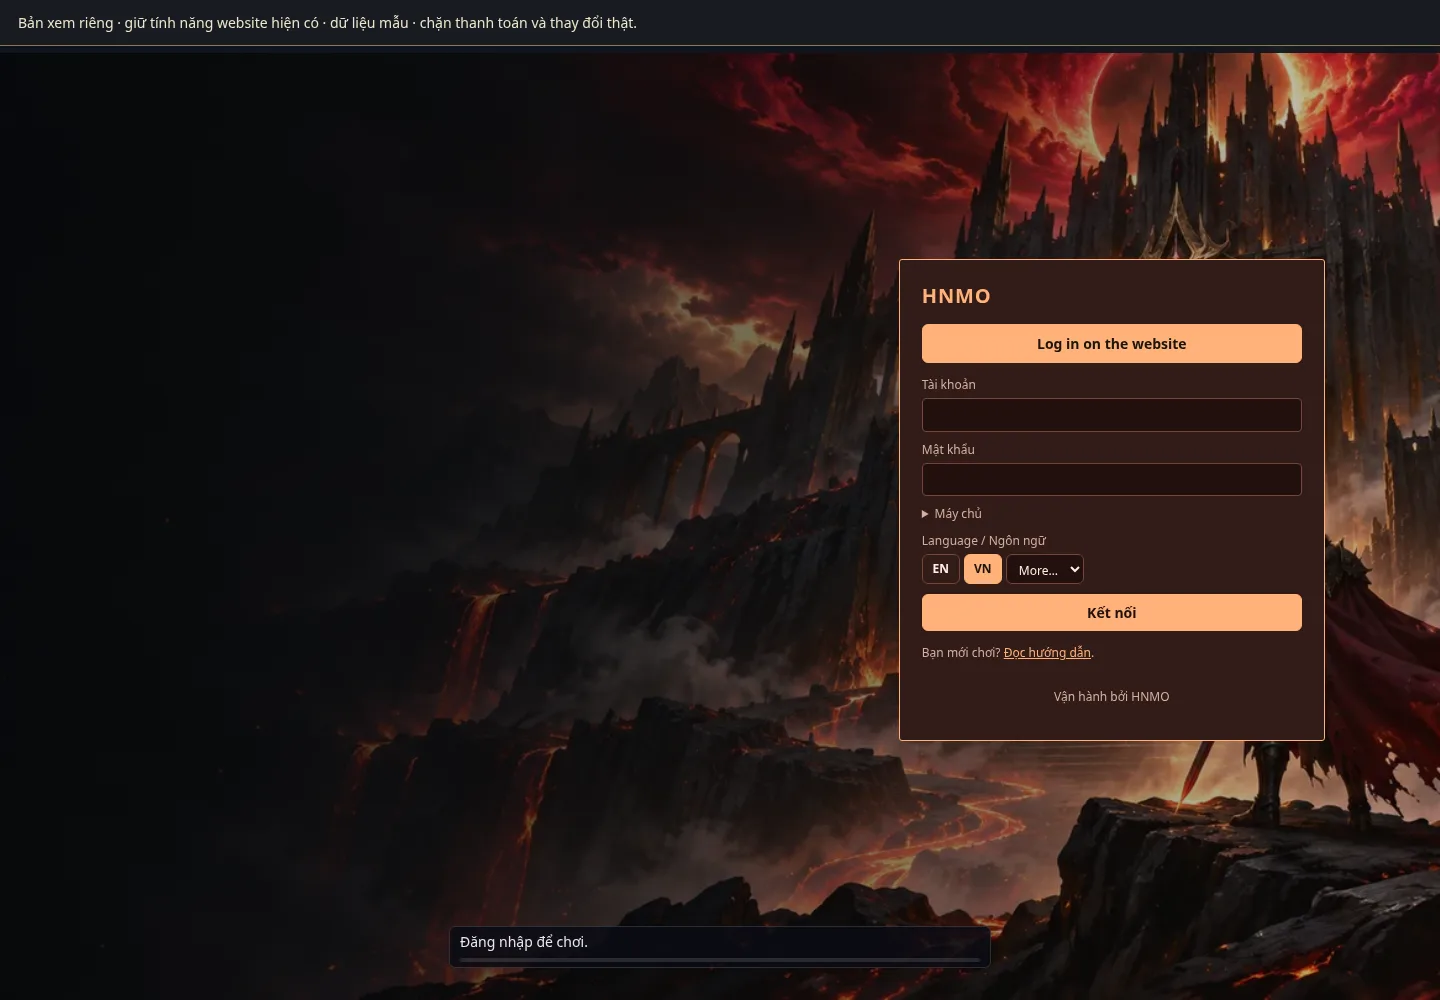 Bản xem riêng · giữ tính năng website hiện có · dữ liệu mẫu · chặn thanh toán và thay đổi thật.
HNMO
Log in on the website
Tài khoản
Mật khẩu
Máy chủ
Language / Ngôn ngữ
EN VN More...
Kết nối
Bạn mới chơi? Đọc hướng dẫn.
Vận hành bởi HNMO
Đăng nhập để chơi.